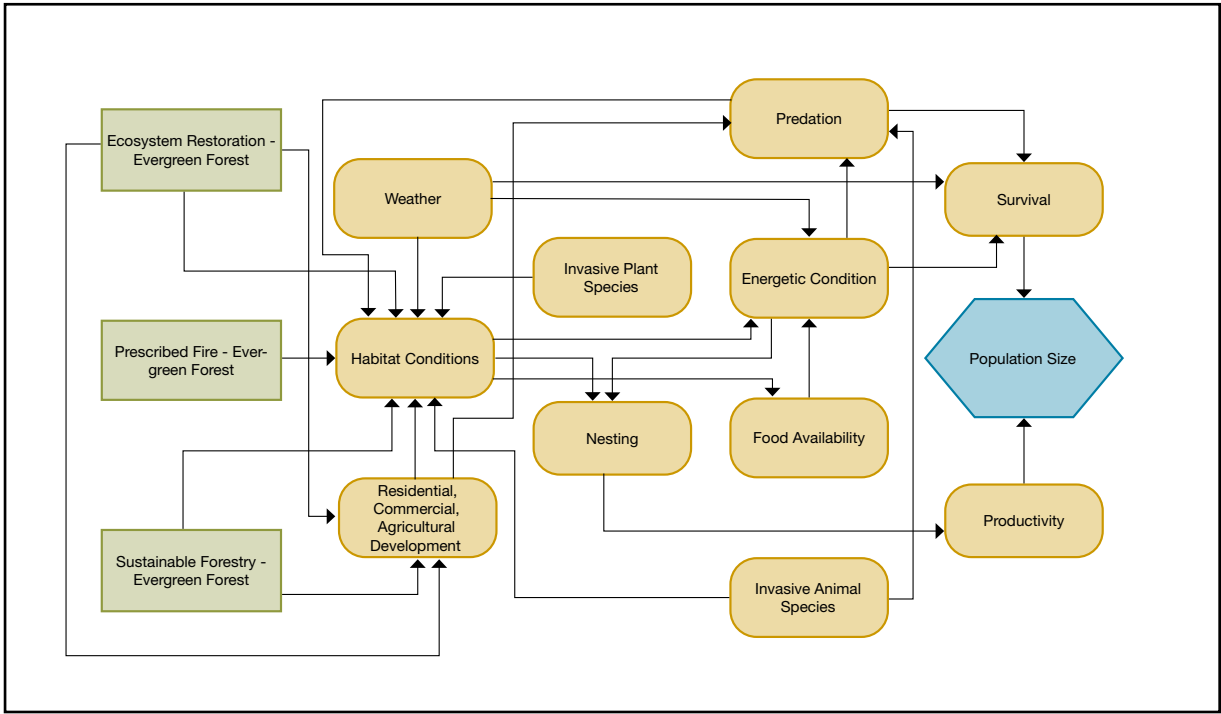 Predation
Ecosystem Restoration -
Evergreen Forest
Weather
Survival
Invasive Plant
Species
Energetic Condition
Prescribed Fire - Ever-
green Forest
Habitat Conditions
Population Size
Nesting
Food Availability
Residential,
Commercial,
Agricultural
Development
Productivity
Sustainable Forestry -
Evergreen Forest
Invasive Animal
Species